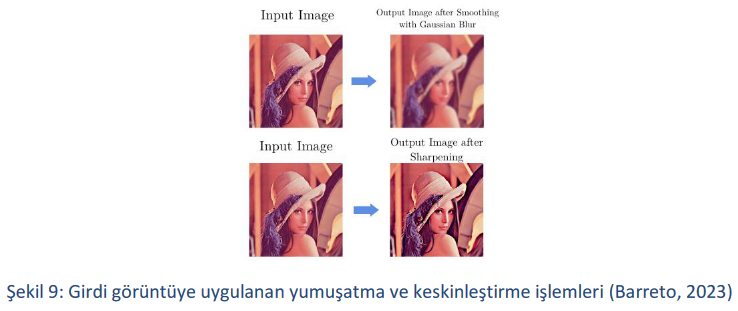 Input Image
Output Image after Smoothing
with Gaussian Blur
Input Image
Output Image after
Sharpening
Şekil 9: Girdi görüntüye uygulanan yumuşatma ve keskinleştirme işlemleri (Barreto, 2023)